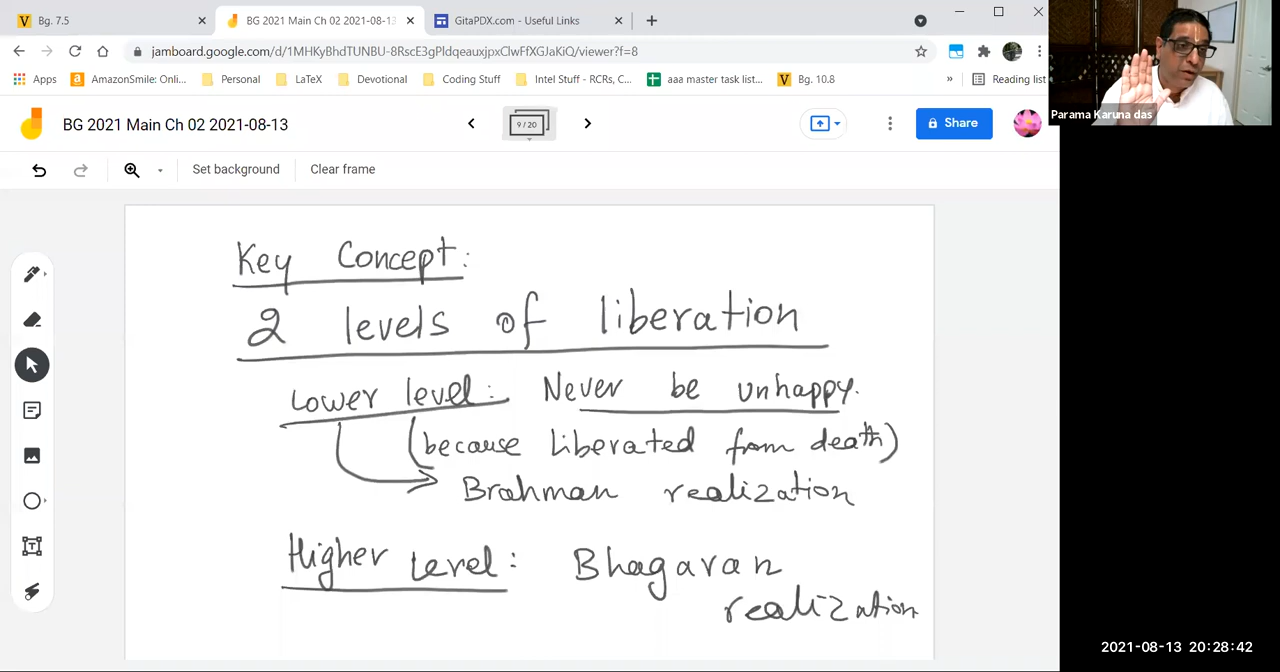 Bg. 7.5
BG 2021 Main Ch 02 2021-08-13
GitaPDX.com - Useful Links
jamboard.google.com/d/1MHKyBhdTUNBU-8RscE3gPldqeauxjpxClwFfXGJaKiQ/viewer?f=8
Apps
AmazonSmile: Onli...
Personal
LaTeX
Devotional
Coding Stuff
Intel Stuff - RCRs, C...
aaa master task list...
Bg. 10.8
»
Reading list
Parama Karuna das
BG 2021 Main Ch 02 2021-08-13
9 / 20
Share
Set background
Clear frame
Key Concept:
2 levels of liberation
Lower level: Never be unhappy.
(because liberated from death)
Brahman realization
Higher Level: Bhagavan
realization
2021-08-13 20:28:42